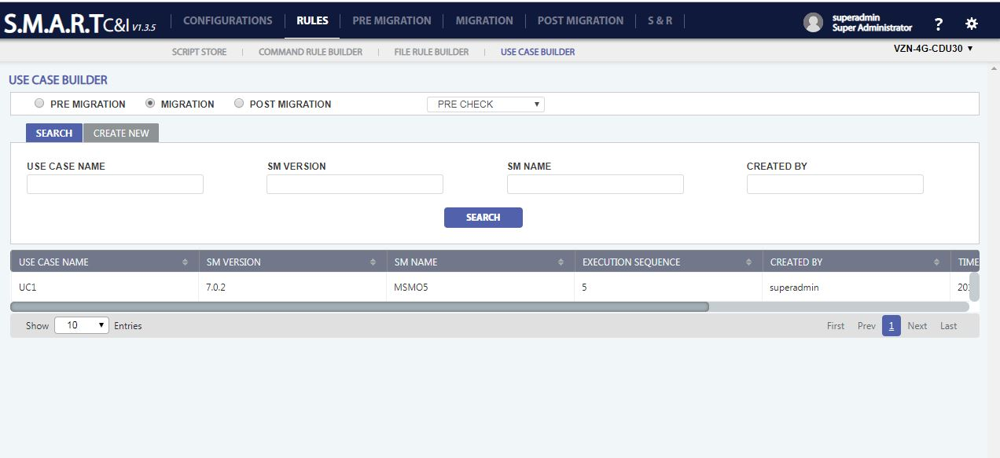 S.M.A.R.T C&I V1.3.5
CONFIGURATIONS
RULES
PRE MIGRATION
MIGRATION
POST MIGRATION
S & R
superadmin
Super Administrator
?
SCRIPT STORE
COMMAND RULE BUILDER
FILE RULE BUILDER
USE CASE BUILDER
VZN-4G-CDU30
USE CASE BUILDER
PRE MIGRATION
MIGRATION
POST MIGRATION
PRE CHECK
SEARCH
CREATE NEW
USE CASE NAME
SM VERSION
SM NAME
CREATED BY
SEARCH
USE CASE NAME
SM VERSION
SM NAME
EXECUTION SEQUENCE
CREATED BY
TIME
UC1
7.0.2
MSMO5
5
superadmin
Show 10 Entries
First Prev 1 Next Last